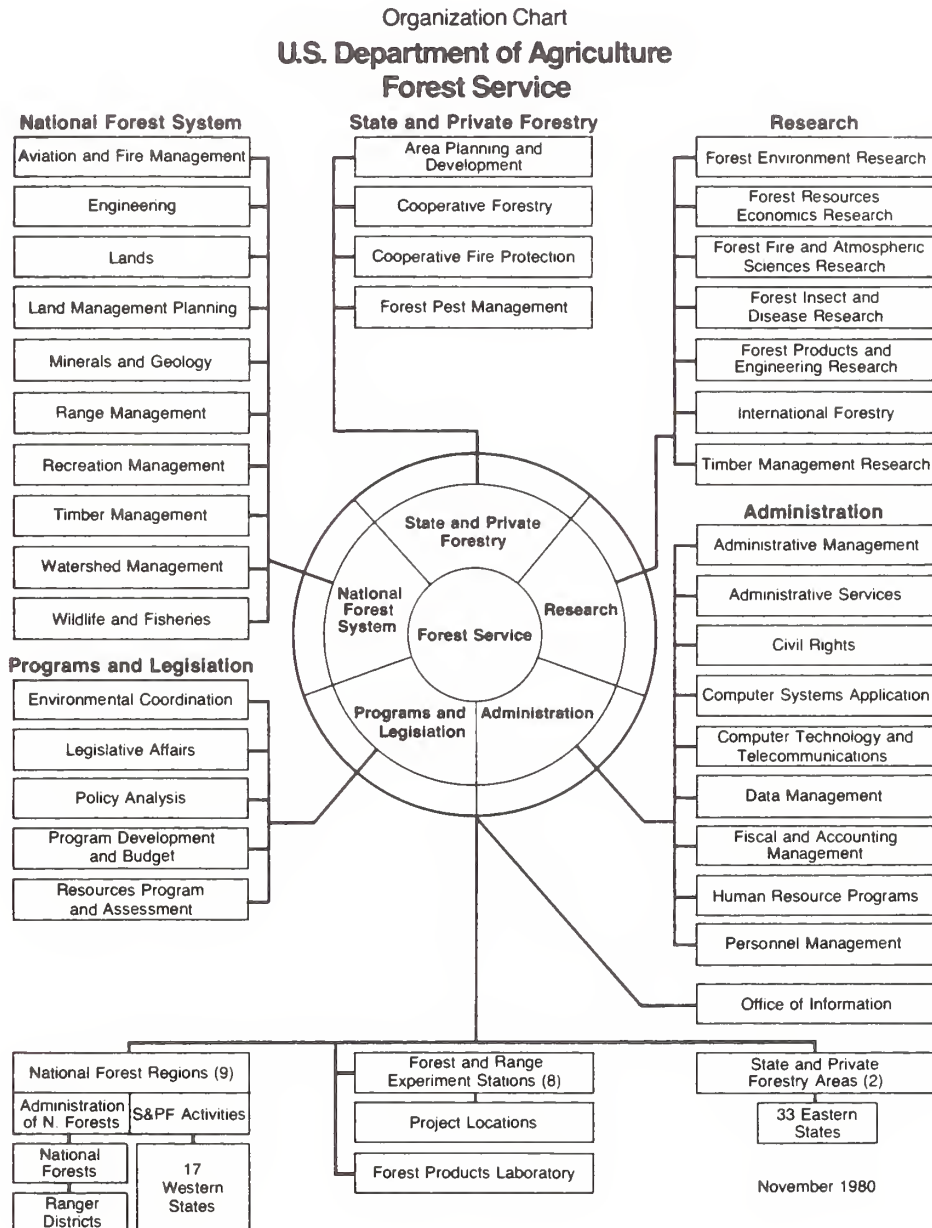 Organization Chart
U.S. Department of Agriculture
Forest Service
National Forest System
Aviation and Fire Management
Engineering
Lands
Land Management Planning
Minerals and Geology
Range Management
Recreation Management
Timber Management
Watershed Management
Wildlife and Fisheries
Programs and Legislation
Environmental Coordination
Legislative Affairs
Policy Analysis
Program Development
and Budget
Resources Program
and Assessment
State and Private Forestry
Area Planning and
Development
Cooperative Forestry
Cooperative Fire Protection
Forest Pest Management
Research
Forest Environment Research
Forest Resources
Economics Research
Forest Fire and Atmospheric
Sciences Research
Forest Insect and
Disease Research
Forest Products and
Engineering Research
International Forestry
Timber Management Research
Administration
Administrative Management
Administrative Services
Civil Rights
Computer Systems Application
Computer Technology and
Telecommunications
Data Management
Fiscal and Accounting
Management
Human Resource Programs
Personnel Management
Office of Information
State and Private
Forestry
National
Forest
System
Research
Forest Service
Programs and
Legislation
Administration
National Forest Regions (9)
Administration
of N. Forests
S&PF Activities
National
Forests
Ranger
Districts
17
Western
States
Forest and Range
Experiment Stations (8)
Project Locations
Forest Products Laboratory
State and Private
Forestry Areas (2)
33 Eastern
States
November 1980